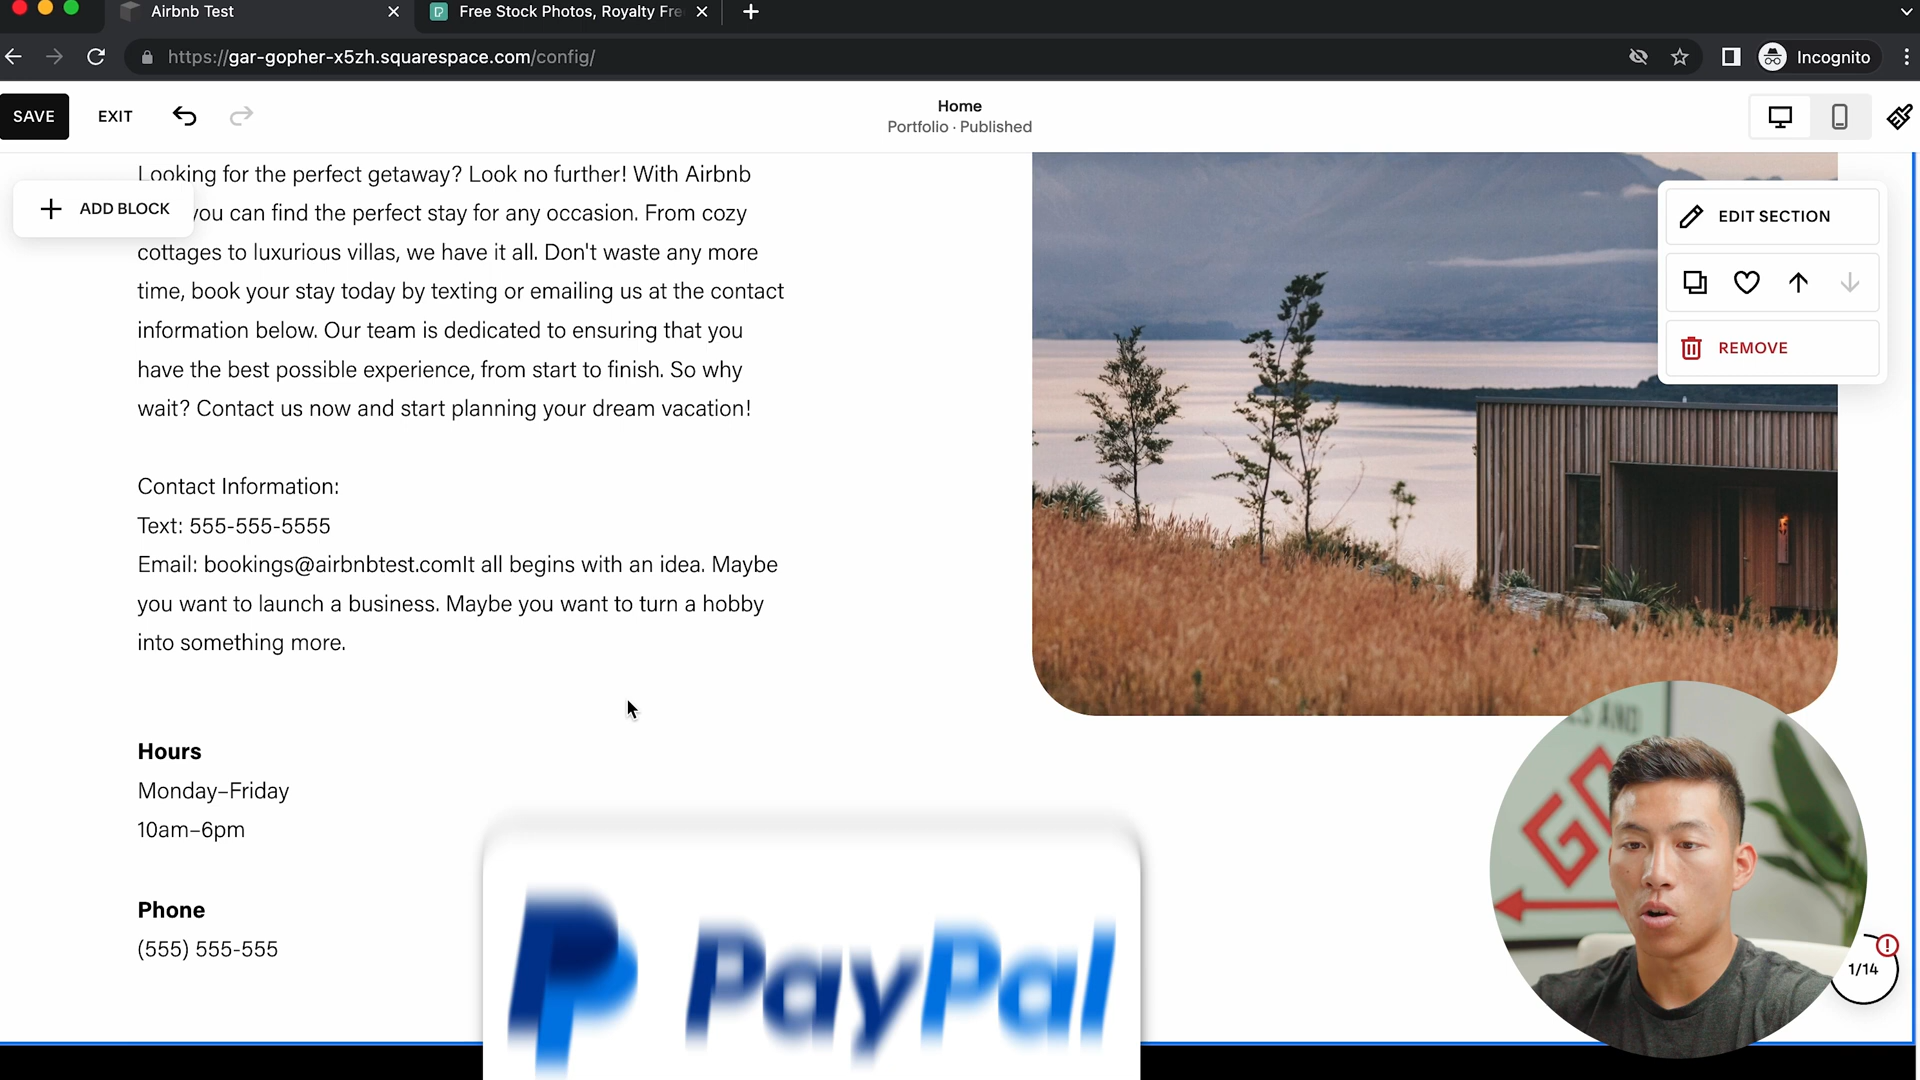 Airbnb Test
Free Stock Photos, Royalty Fre
https://gar-gopher-x5zh.squarespace.com/config/
Incognito
SAVE
EXIT
Home
Portfolio · Published
Looking for the perfect getaway? Look no further! With Airbnb
ADD BLOCK
you can find the perfect stay for any occasion. From cozy
cottages to luxurious villas, we have it all. Don't waste any more
time, book your stay today by texting or emailing us at the contact
information below. Our team is dedicated to ensuring that you
have the best possible experience, from start to finish. So why
wait? Contact us now and start planning your dream vacation!
EDIT SECTION
REMOVE
Contact Information:
Text: 555-555-5555
Email: bookings@airbnbtest.comIt all begins with an idea. Maybe
you want to launch a business. Maybe you want to turn a hobby
into something more.
Hours
Monday–Friday
10am–6pm
Phone
(555) 555-555
PayPal
AND
GO
1/14